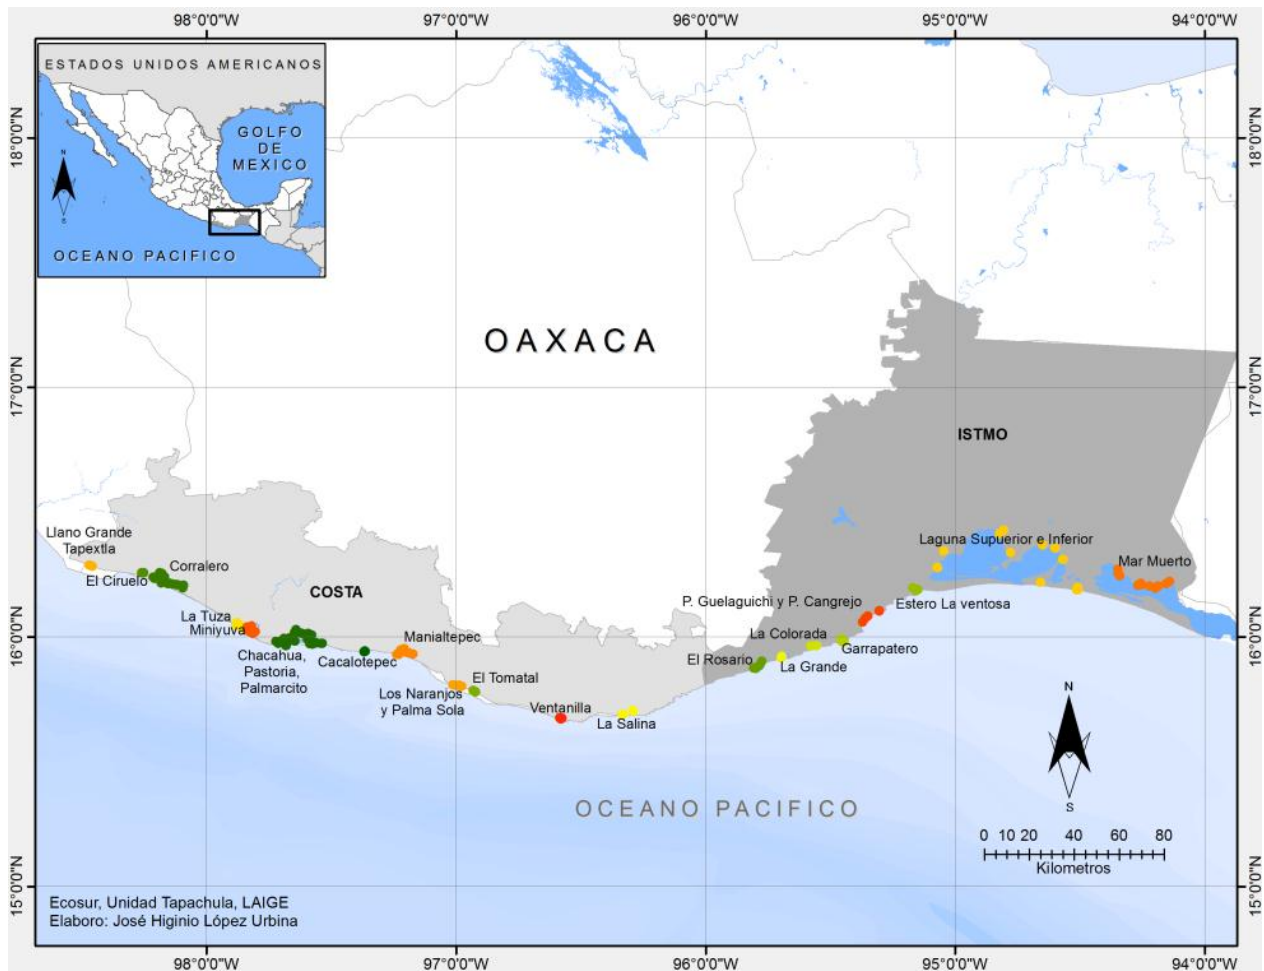 98°0'0"W 97°0'0"W 96°0'0"W 95°0'0"W 94°0'0"W
ESTADOS UNIDOS AMERICANOS
GOLFO
DE
MEXICO
N
S
OCEANO PACIFICO
18°0'0"N 18°0'0"N
OAXACA
17°0'0"N 17°0'0"N
ISTMO
Llano Grande
Tapextla
El Ciruelo
Corralero
COSTA
La Tuza
Miniyuva
Chacahua,
Pastoria,
Palmarcito
Cacalotepec
Manialtepec
Los Naranjos
y Palma Sola
El Tomatal
Ventanilla
La Salina
El Rosario
La Grande
La Colorada
Garrapatero
P. Guelaguichi y P. Cangrejo
Estero La ventosa
Laguna Supuerior e Inferior
Mar Muerto
16°0'0"N 16°0'0"N
OCEANO PACIFICO
N
S
0 10 20 40 60 80
Kilometros
15°0'0"N 15°0'0"N
Ecosur, Unidad Tapachula, LAIGE
Elaboro: José Higinio López Urbina
98°0'0"W 97°0'0"W 96°0'0"W 95°0'0"W 94°0'0"W